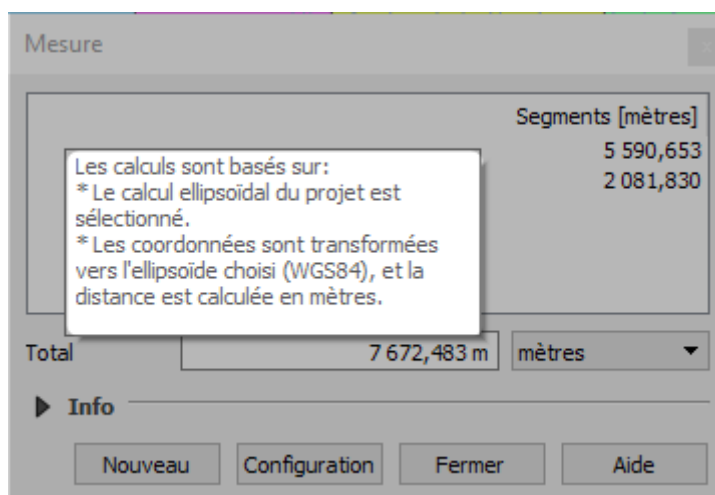 Mesure
Segments [mètres]
5 590,653
2 081,830
Les calculs sont basés sur:
* Le calcul ellipsoïdal du projet est
sélectionné.
* Les coordonnées sont transformées
vers l'ellipsoïde choisi (WGS84), et la
distance est calculée en mètres.
Total 7 672,483 m mètres
Info
Nouveau Configuration Fermer Aide